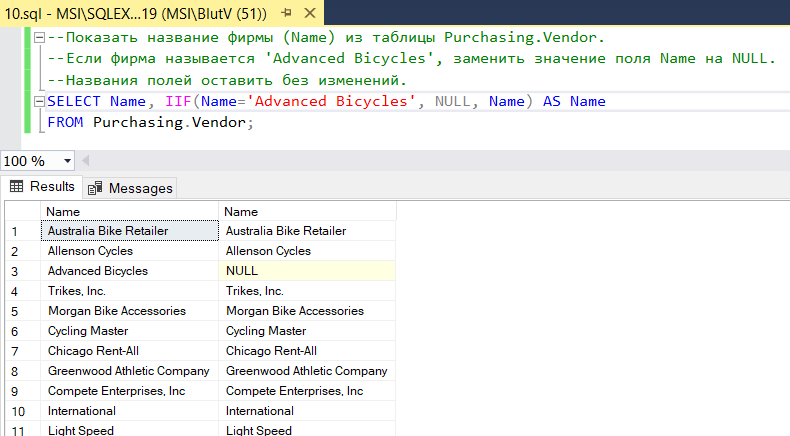 10.sql - MSI\SQLEX...19 (MSI\BlutV (51))
--Показать название фирмы (Name) из таблицы Purchasing.Vendor.
--Если фирма называется 'Advanced Bicycles', заменить значение поля Name на NULL.
--Названия полей оставить без изменений.
SELECT Name, IIF(Name='Advanced Bicycles', NULL, Name) AS Name
FROM Purchasing.Vendor;
100 %
Results Messages
Name Name
1 Australia Bike Retailer Australia Bike Retailer
2 Allenson Cycles Allenson Cycles
3 Advanced Bicycles NULL
4 Trikes, Inc. Trikes, Inc.
5 Morgan Bike Accessories Morgan Bike Accessories
6 Cycling Master Cycling Master
7 Chicago Rent-All Chicago Rent-All
8 Greenwood Athletic Company Greenwood Athletic Company
9 Compete Enterprises, Inc Compete Enterprises, Inc
10 International International
11 Light Speed Light Speed